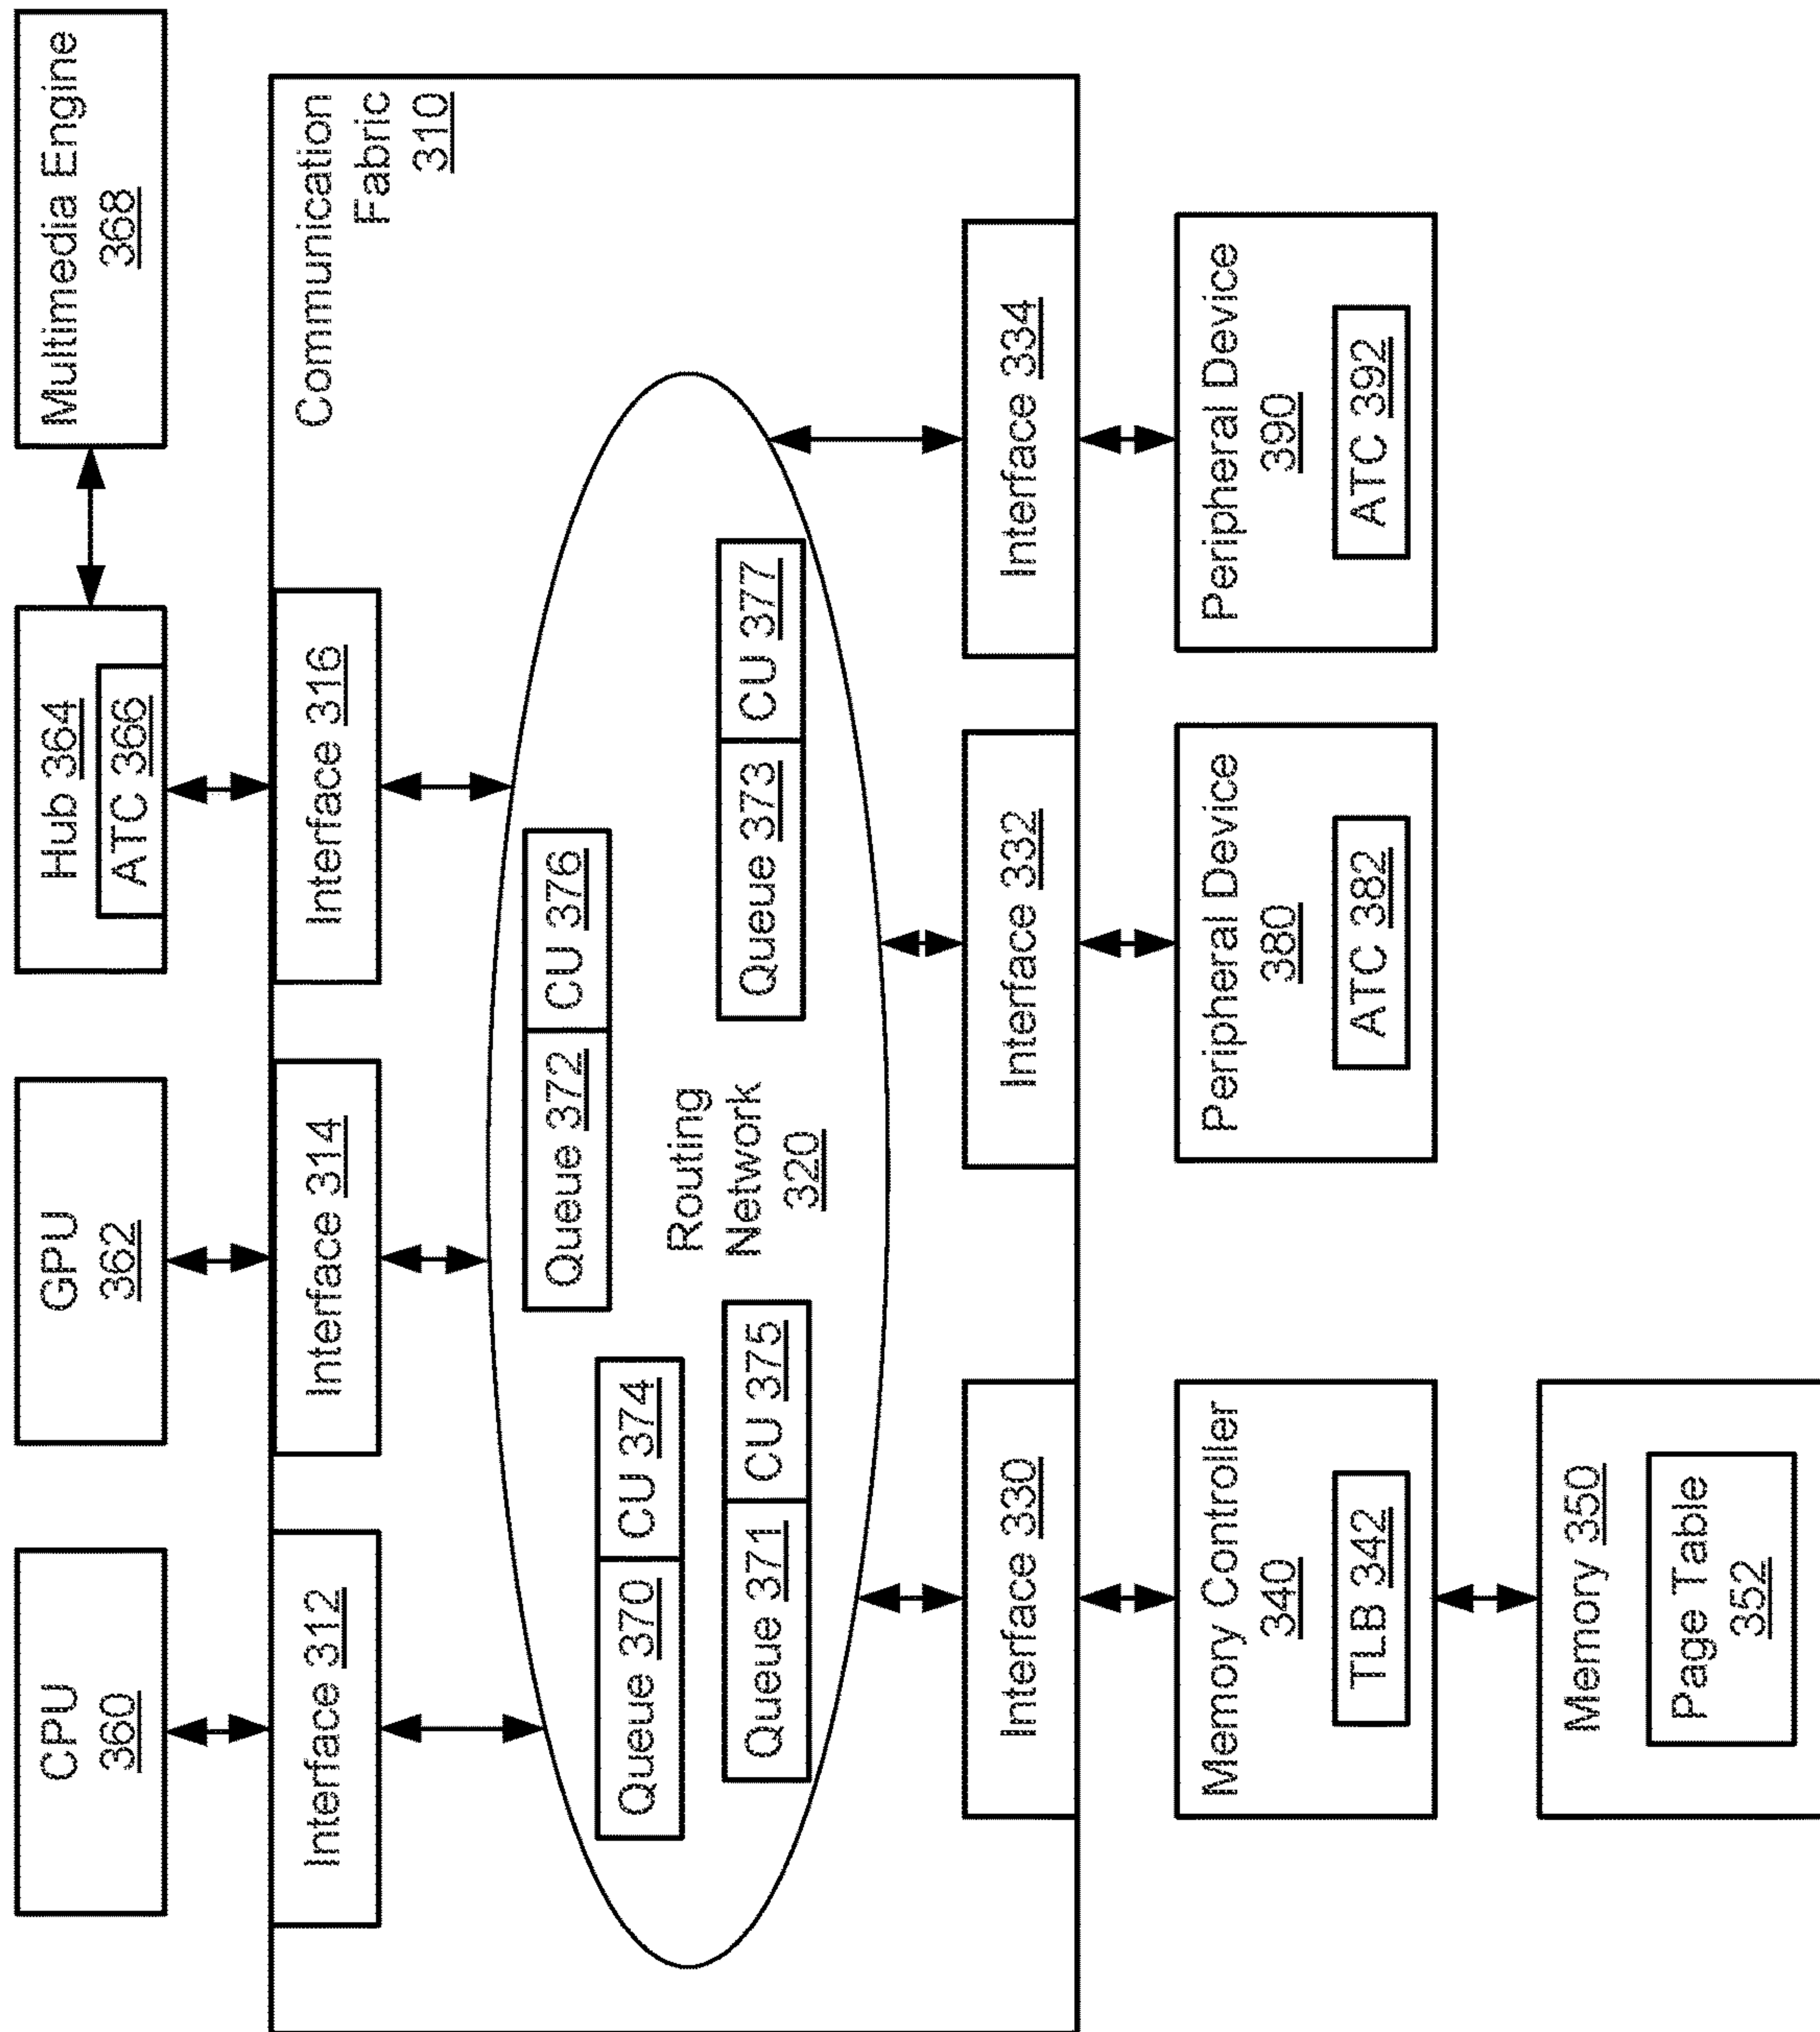 CPU
360
GPU
362
Hub 364
ATC 366
Multimedia Engine
368
Communication
Fabric
310
Interface 312
Interface 314
Interface 316
Queue 370 CU 374
Queue 371 CU 375
Queue 372 CU 376
Queue 373 CU 377
Routing
Network
320
Interface 330
Interface 332
Interface 334
Memory Controller
340
TLB 342
Peripheral Device
380
ATC 382
Peripheral Device
390
ATC 392
Memory 350
Page Table
352